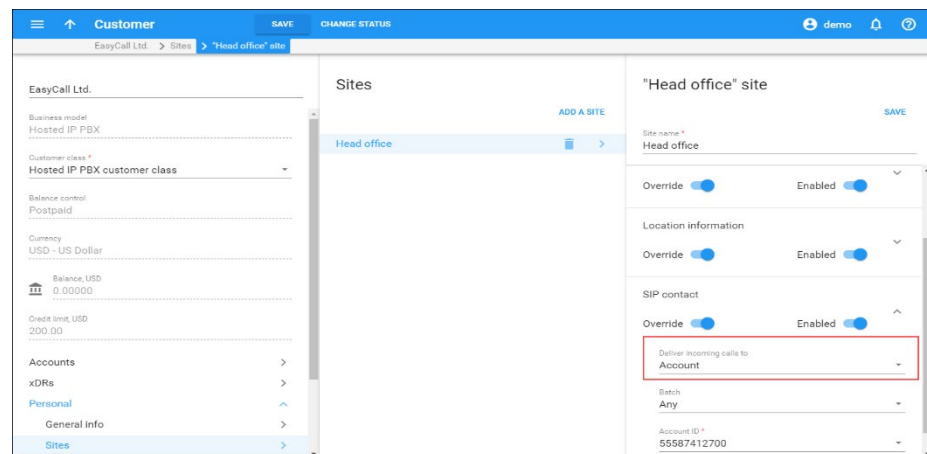 Customer SAVE CHANGE STATUS demo
EasyCall Ltd. > Sites > "Head office" site
EasyCall Ltd.
Business model
Hosted IP PBX
Customer class *
Hosted IP PBX customer class
Balance control
Postpaid
Currency
USD - US Dollar
Balance, USD
0.00000
Credit limit, USD
200.00
Accounts
xDRs
Personal
General info
Sites
Sites
ADD A SITE
Head office
"Head office" site
SAVE
Site name *
Head office
Override Enabled
Location information
Override Enabled
SIP contact
Override Enabled
Deliver incoming calls to
Account
Batch
Any
Account ID *
55587412700